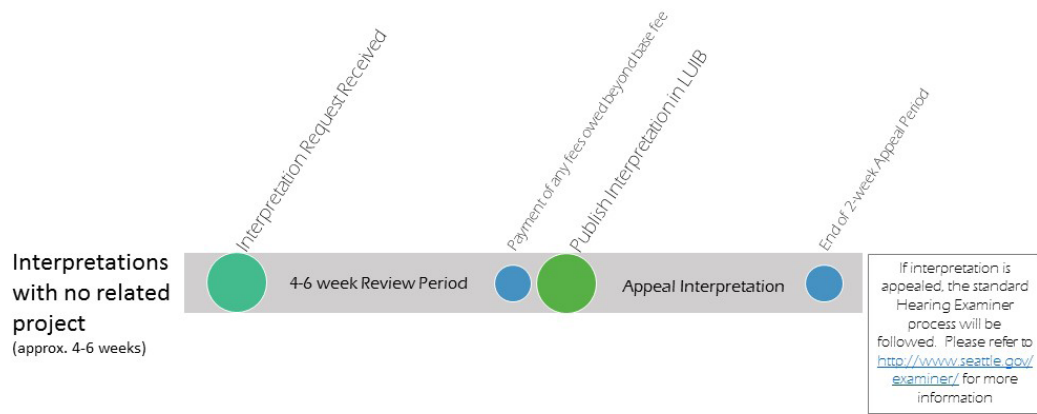 Interpretation Request Received
Payment of any fees owed beyond base fee
Publish Interpretation in LUIB
End of 2-week Appeal Period
Interpretations
with no related
project
(approx. 4-6 weeks)
4-6 week Review Period
Appeal Interpretation
If interpretation is
appealed, the standard
Hearing Examiner
process will be
followed. Please refer to
http://www.seattle.gov/
examiner/ for more
information